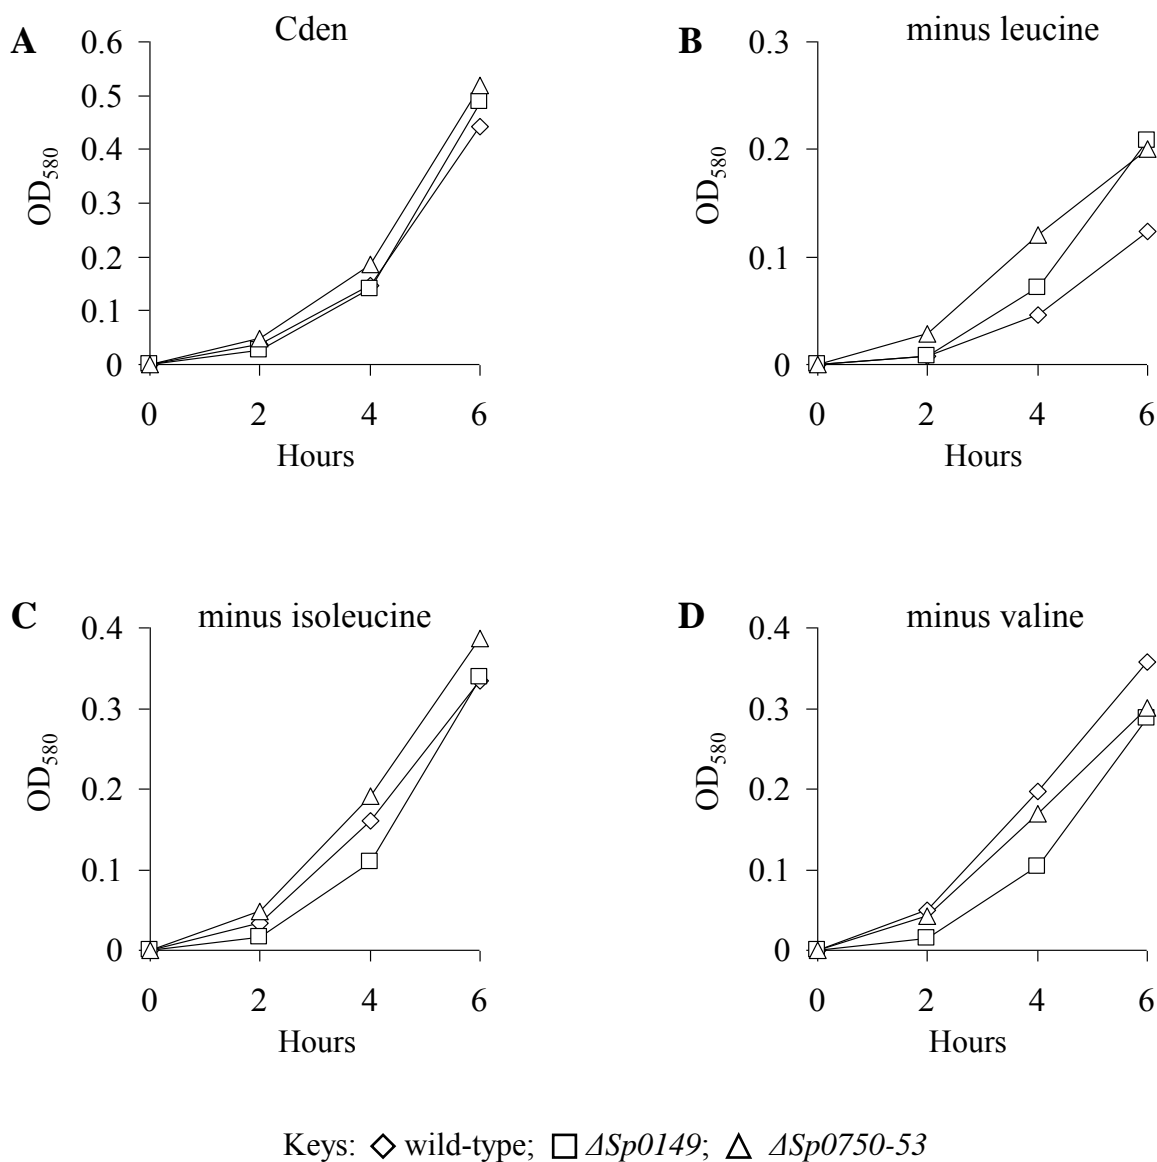 A
Cden
0.6
0.5
0.4
0.3
0.2
0.1
0
OD580
0 2 4 6
Hours
B
minus leucine
0.3
0.2
0.1
0
OD580
0 2 4 6
Hours
C
minus isoleucine
0.4
0.3
0.2
0.1
0
OD580
0 2 4 6
Hours
D
minus valine
0.4
0.3
0.2
0.1
0
OD580
0 2 4 6
Hours
Keys: wild-type; ΔSp0149; ΔSp0750-53